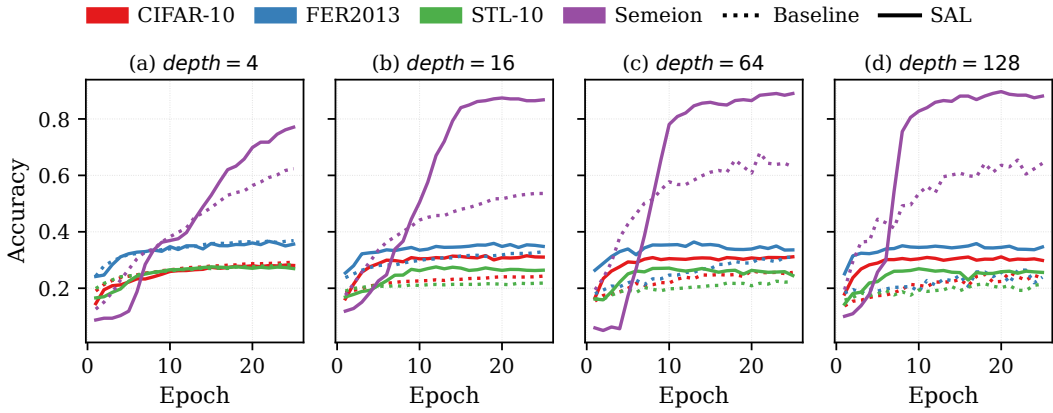 CIFAR-10 FER2013 STL-10 Semeion Baseline SAL
(a) depth = 4 (b) depth = 16 (c) depth = 64 (d) depth = 128
Accuracy
0.8
0.6
0.4
0.2
0 10 20 0 10 20 0 10 20 0 10 20
Epoch Epoch Epoch Epoch